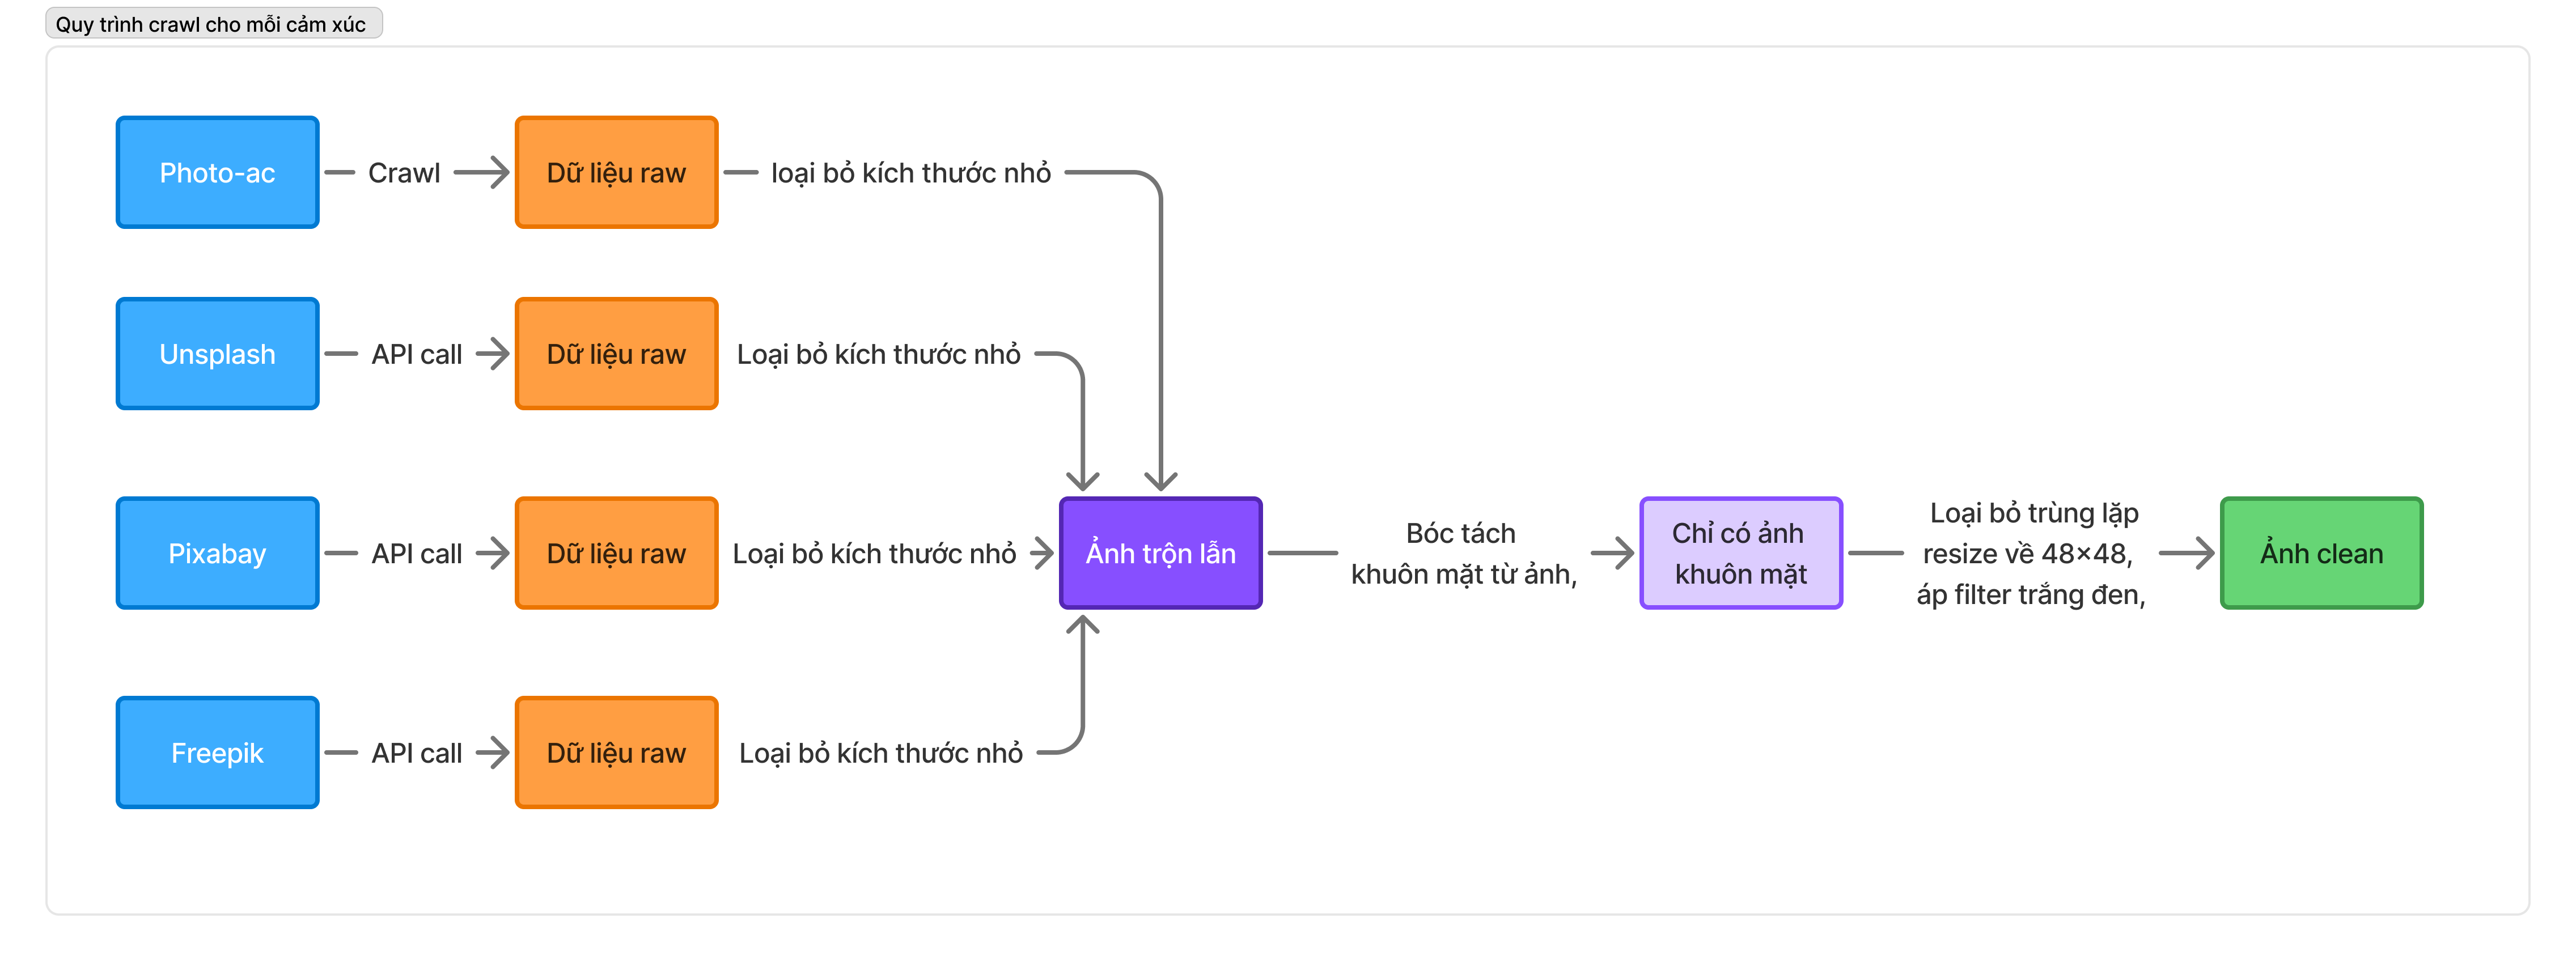 Quy trình crawl cho mỗi cảm xúc
Photo-ac
Crawl
Dữ liệu raw
loại bỏ kích thước nhỏ
Unsplash
API call
Dữ liệu raw
Loại bỏ kích thước nhỏ
Pixabay
API call
Dữ liệu raw
Loại bỏ kích thước nhỏ
Ảnh trộn lẫn
Bóc tách
khuôn mặt từ ảnh,
Chỉ có ảnh
khuôn mặt
Loại bỏ trùng lặp
resize về 48×48,
áp filter trắng đen,
Ảnh clean
Freepik
API call
Dữ liệu raw
Loại bỏ kích thước nhỏ